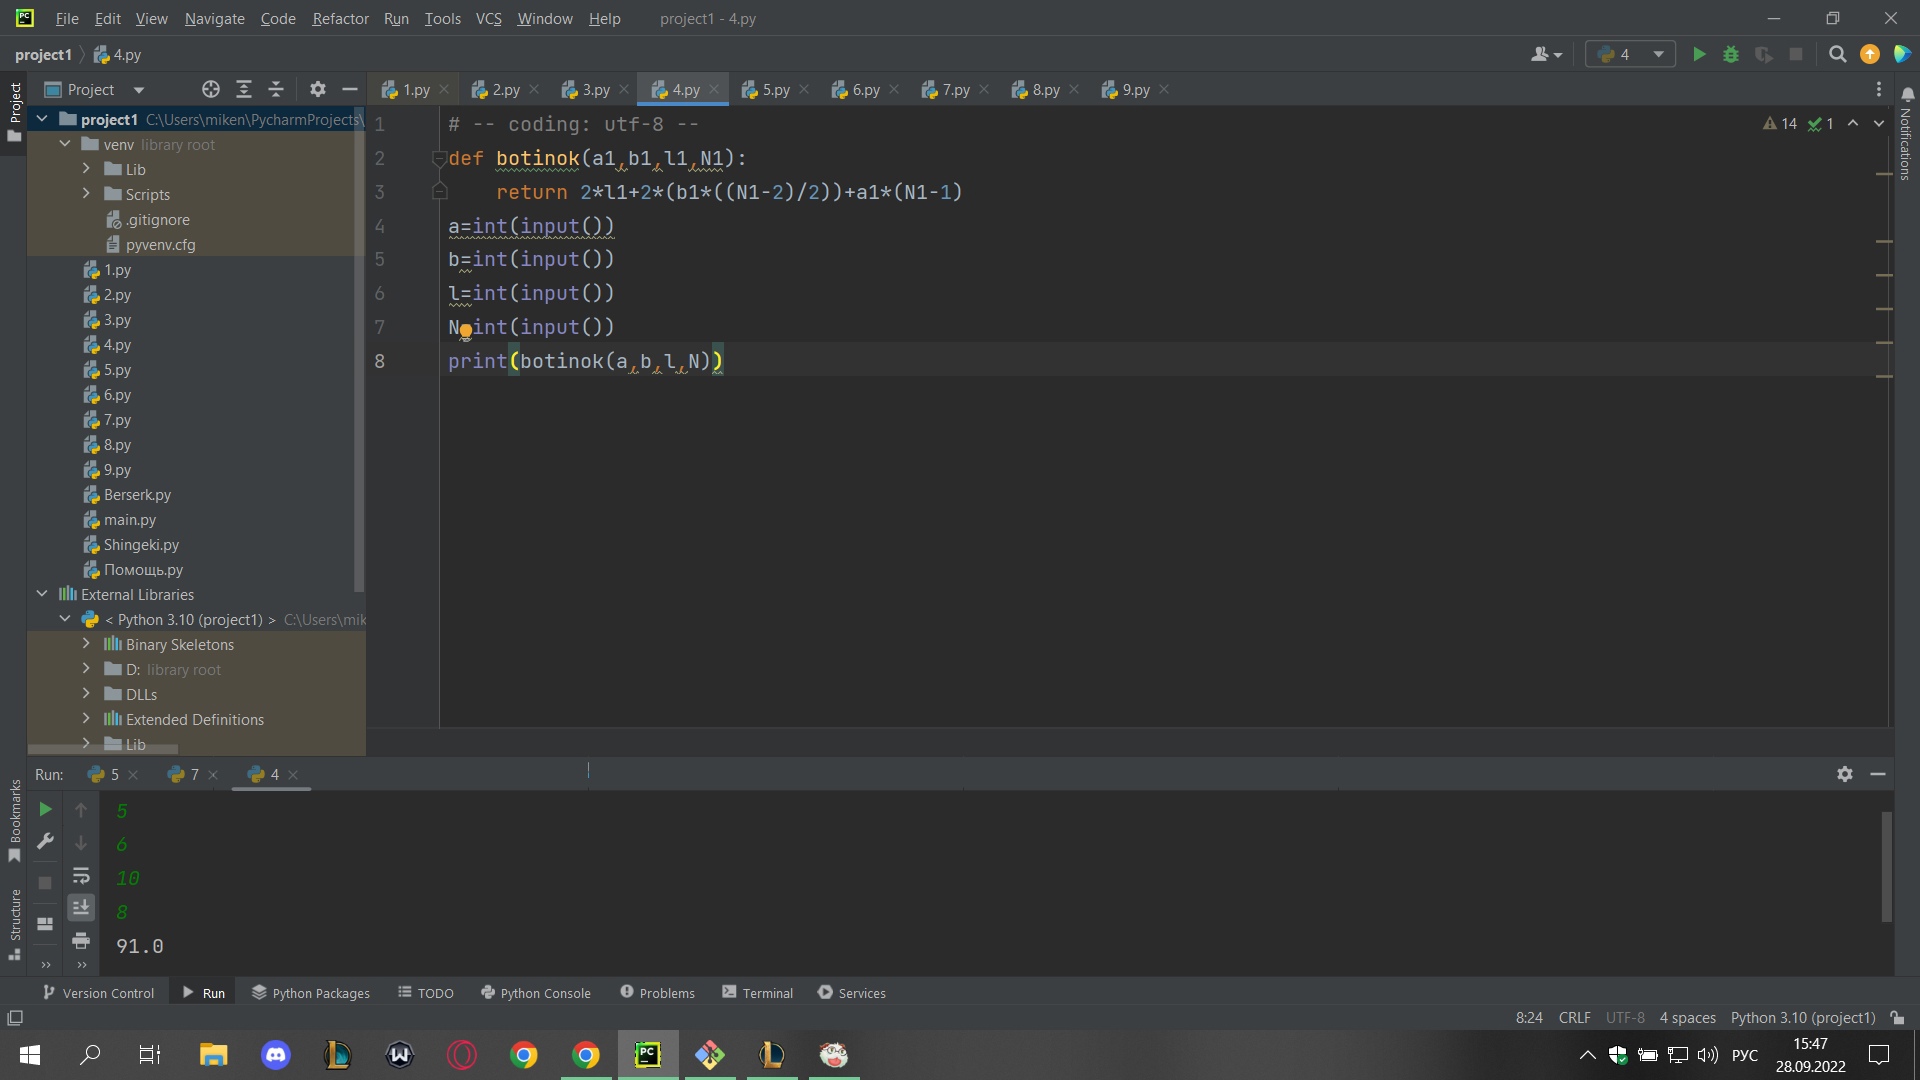 File Edit View Navigate Code Refactor Run Tools VCS Window Help project1 - 4.py
project1 4.py
4
Project
1.py 2.py 3.py 4.py 5.py 6.py 7.py 8.py 9.py
Project
Notifications
project1 C:\Users\miken\PycharmProjects\
venv library root
Lib
Scripts
.gitignore
pyvenv.cfg
1.py
2.py
3.py
4.py
5.py
6.py
7.py
8.py
9.py
Berserk.py
main.py
Shingeki.py
Помощь.py
External Libraries
< Python 3.10 (project1) > C:\Users\mik
Binary Skeletons
D: library root
DLLs
Extended Definitions
Lib
14 1
1 # -- coding: utf-8 --
2 def botinok(a1,b1,l1,N1):
3 return 2*l1+2*(b1*((N1-2)/2))+a1*(N1-1)
4 a=int(input())
5 b=int(input())
6 l=int(input())
7 N=int(input())
8 print(botinok(a,b,l,N))
Bookmarks
Structure
Run: 5 7 4
5
6
10
8
91.0
Version Control Run Python Packages TODO Python Console Problems Terminal Services
8:24 CRLF UTF-8 4 spaces Python 3.10 (project1)
РУС
15:47
28.09.2022